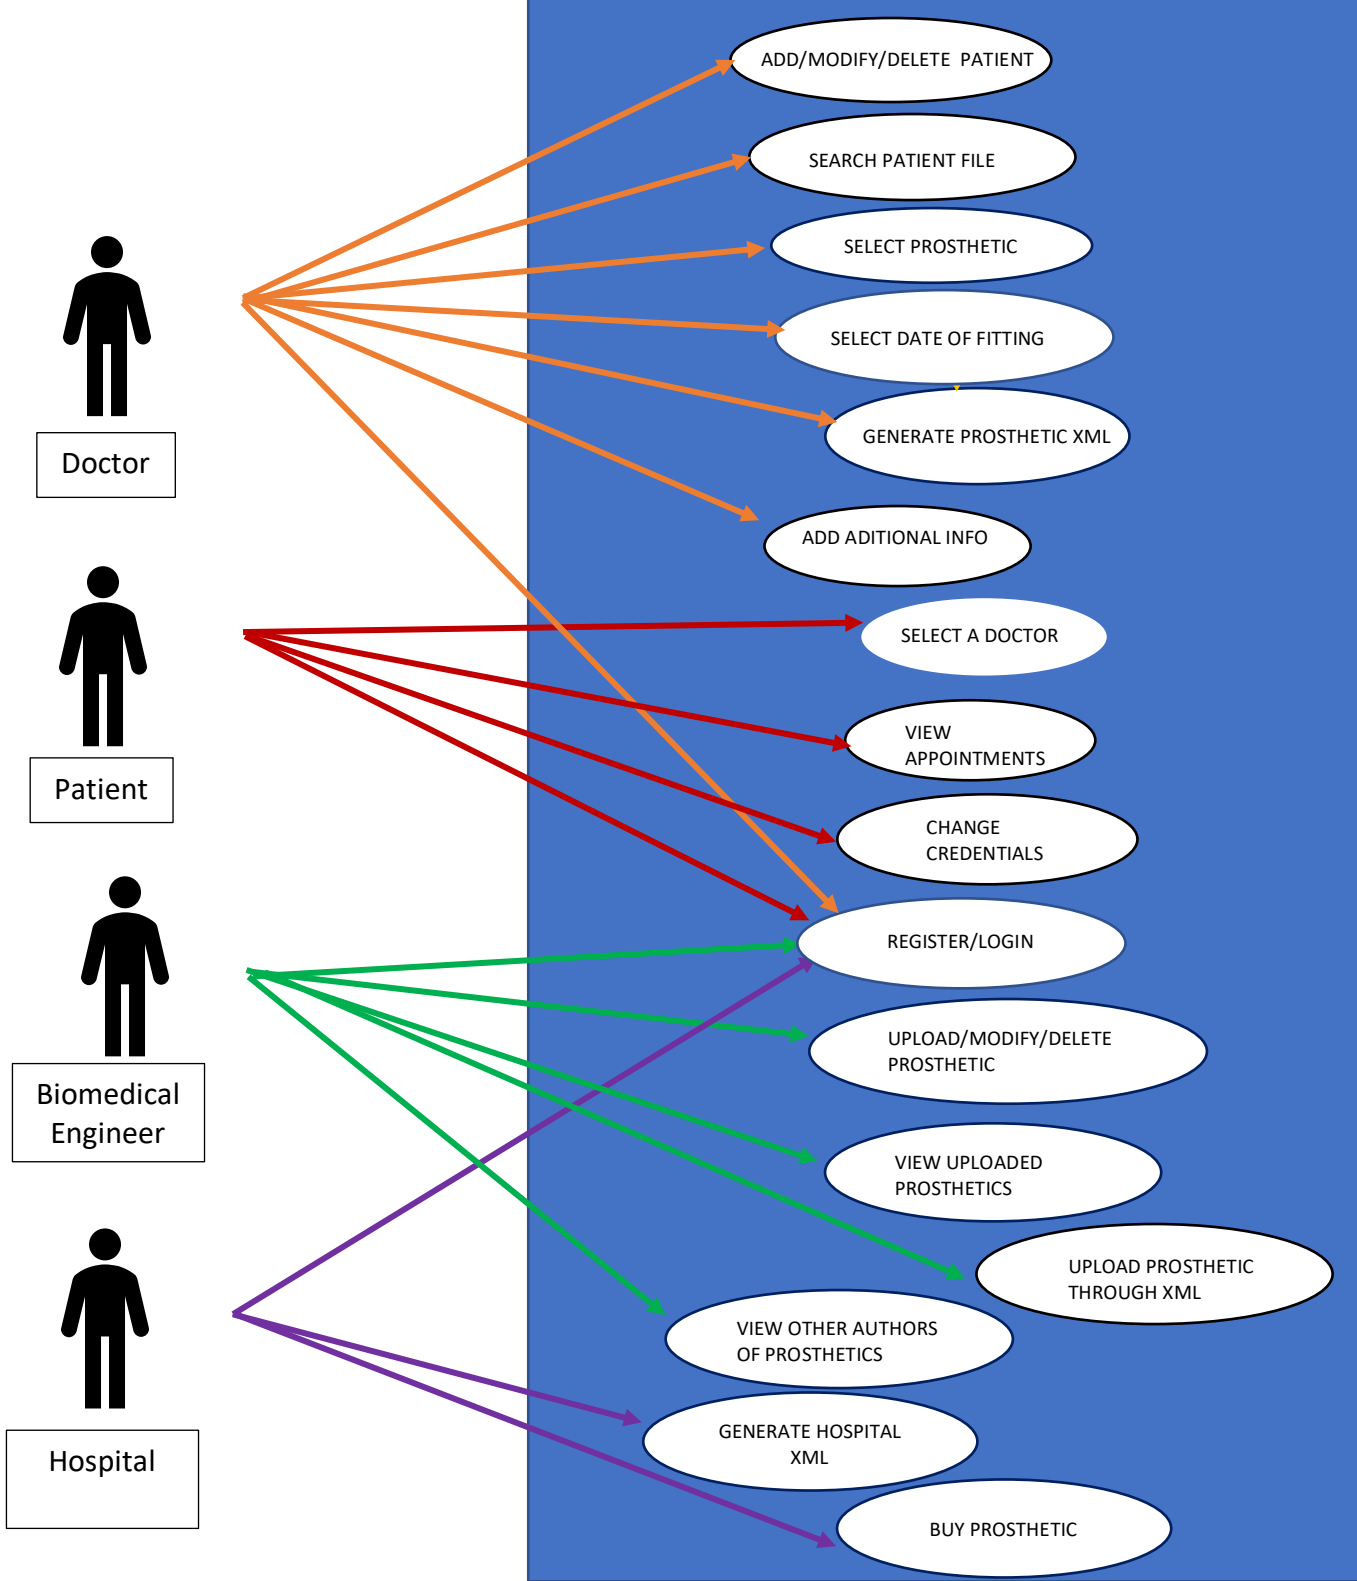 ADD/MODIFY/DELETE PATIENT
SEARCH PATIENT FILE
SELECT PROSTHETIC
SELECT DATE OF FITTING
GENERATE PROSTHETIC XML
Doctor
ADD ADITIONAL INFO
SELECT A DOCTOR
VIEW
APPOINTMENTS
Patient
CHANGE
CREDENTIALS
REGISTER/LOGIN
UPLOAD/MODIFY/DELETE
PROSTHETIC
Biomedical
Engineer
VIEW UPLOADED
PROSTHETICS
UPLOAD PROSTHETIC
THROUGH XML
VIEW OTHER AUTHORS
OF PROSTHETICS
GENERATE HOSPITAL
XML
Hospital
BUY PROSTHETIC